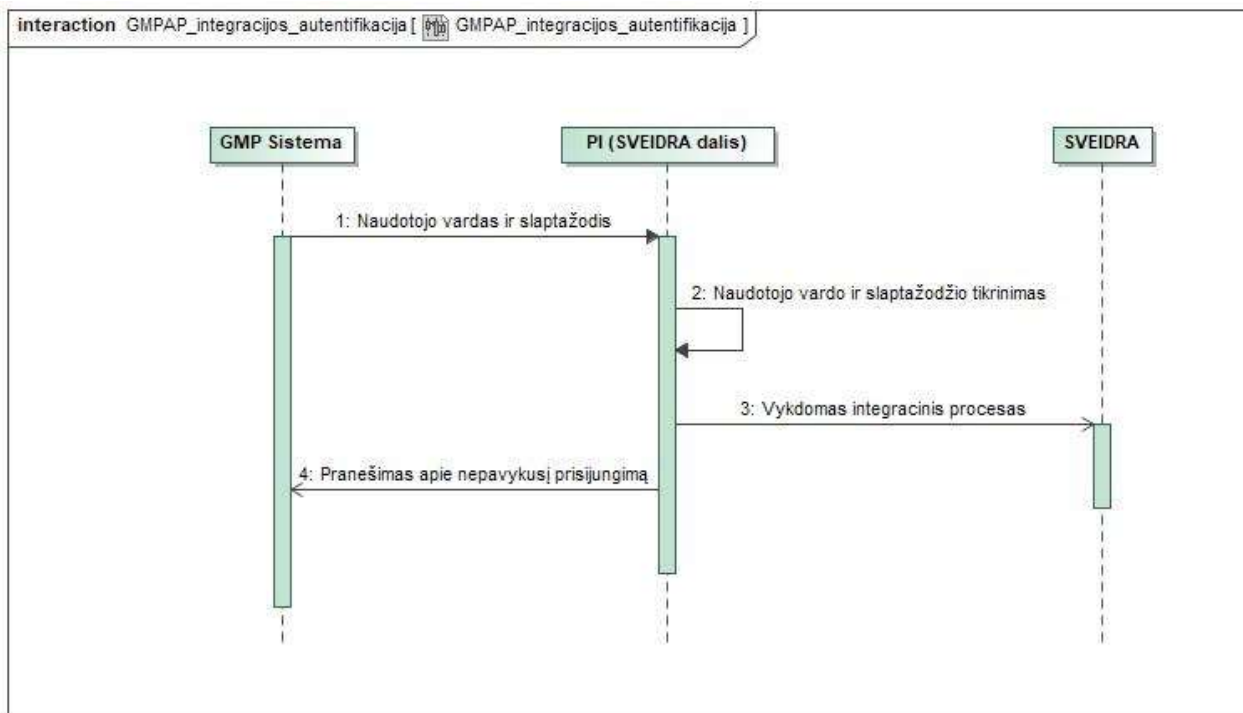 interaction GMPAP_integracijos_autentifikacija [ GMPAP_integracijos_autentifikacija ]
GMP Sistema
PI (SVEIDRA dalis)
SVEIDRA
1: Naudotojo vardas ir slaptažodis
2: Naudotojo vardo ir slaptažodžio tikrinimas
3: Vykdomas integracinis procesas
4: Pranešimas apie nepavykusį prisijungimą